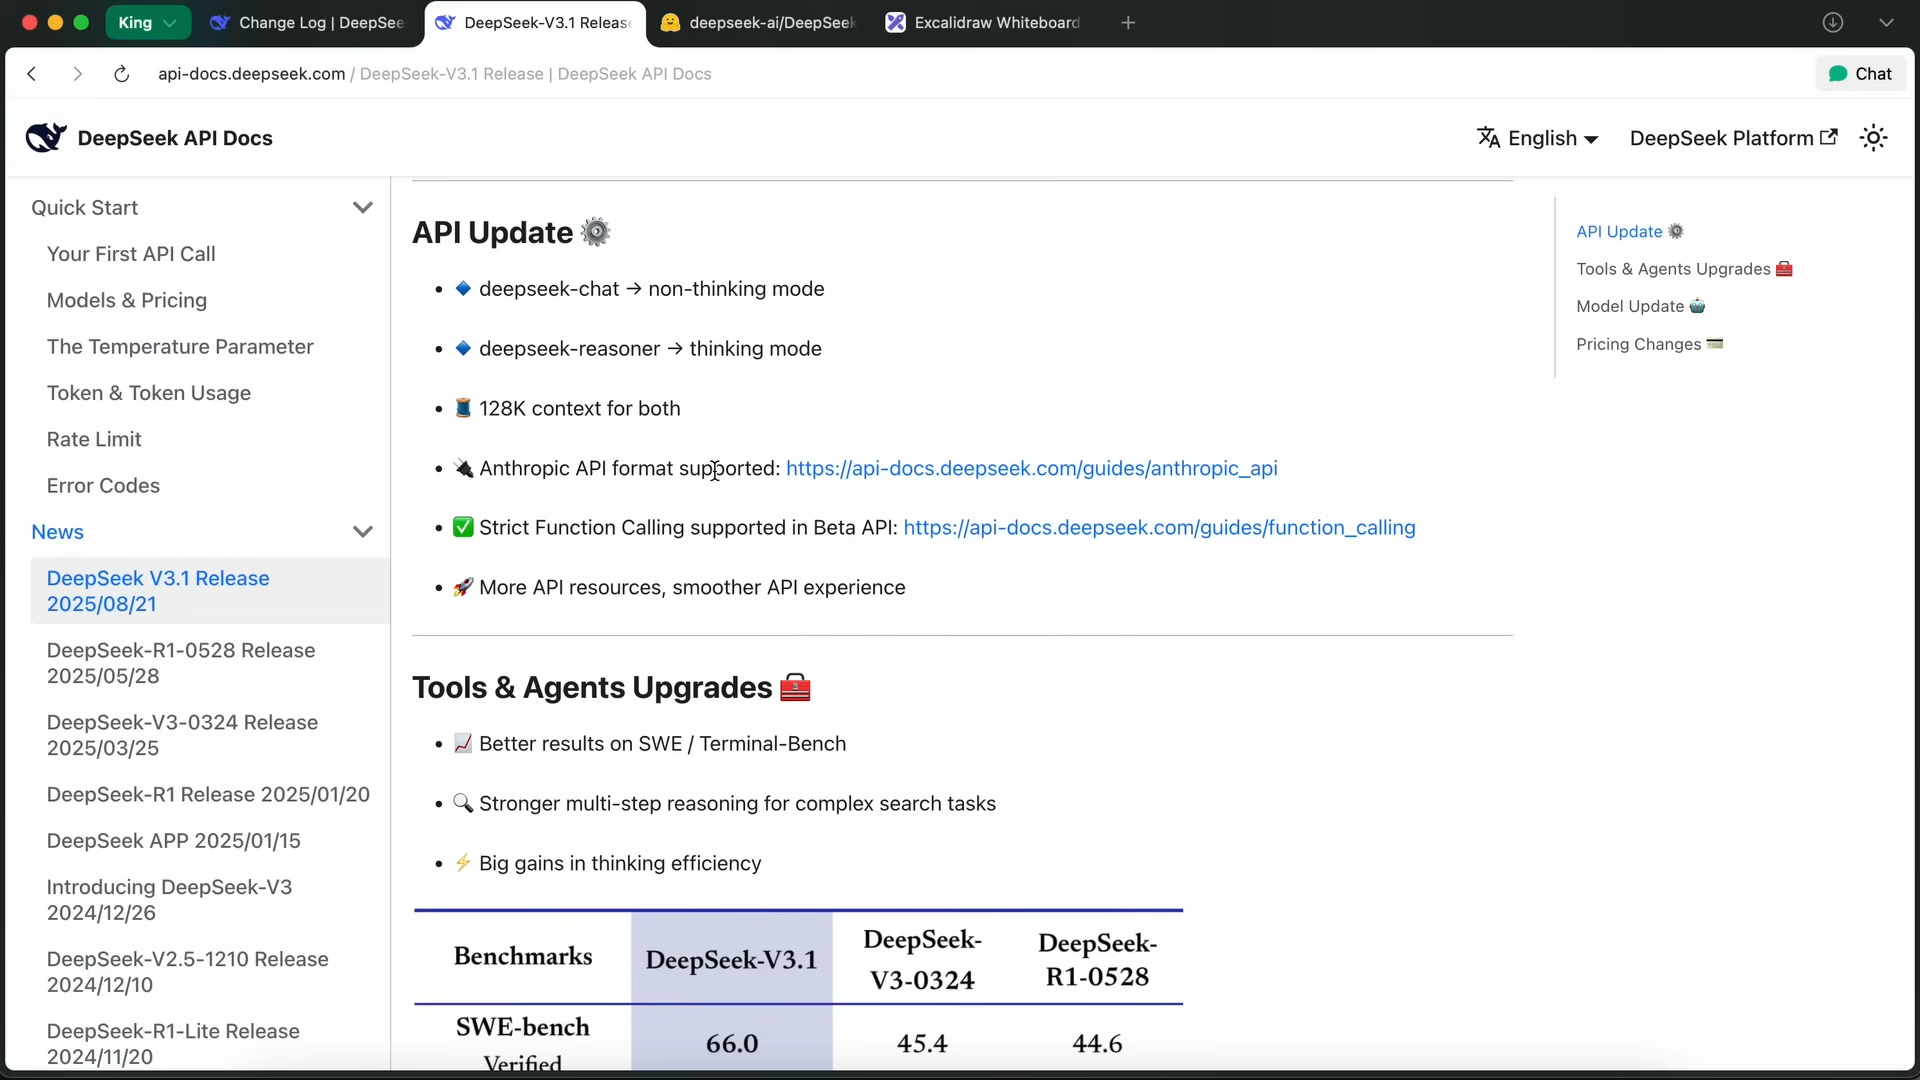 King
Change Log | DeepSee
DeepSeek-V3.1 Releas
deepseek-ai/DeepSeek
Excalidraw Whiteboard
api-docs.deepseek.com / DeepSeek-V3.1 Release | DeepSeek API Docs
Chat
DeepSeek API Docs
English
DeepSeek Platform
Quick Start
Your First API Call
Models & Pricing
The Temperature Parameter
Token & Token Usage
Rate Limit
Error Codes
News
DeepSeek V3.1 Release
2025/08/21
DeepSeek-R1-0528 Release
2025/05/28
DeepSeek-V3-0324 Release
2025/03/25
DeepSeek-R1 Release 2025/01/20
DeepSeek APP 2025/01/15
Introducing DeepSeek-V3
2024/12/26
DeepSeek-V2.5-1210 Release
2024/12/10
DeepSeek-R1-Lite Release
2024/11/20
API Update ⚙️
• 🔹 deepseek-chat → non-thinking mode
• 🔹 deepseek-reasoner → thinking mode
• 🧵 128K context for both
• 🔌 Anthropic API format supported: https://api-docs.deepseek.com/guides/anthropic_api
• ✅ Strict Function Calling supported in Beta API: https://api-docs.deepseek.com/guides/function_calling
• 🚀 More API resources, smoother API experience
Tools & Agents Upgrades 🧰
• 📈 Better results on SWE / Terminal-Bench
• 🔍 Stronger multi-step reasoning for complex search tasks
• ⚡️ Big gains in thinking efficiency
Benchmarks DeepSeek-V3.1 DeepSeek-V3-0324 DeepSeek-R1-0528
SWE-bench Verified 66.0 45.4 44.6
API Update ⚙️
Tools & Agents Upgrades 🧰
Model Update 🤖
Pricing Changes 💳